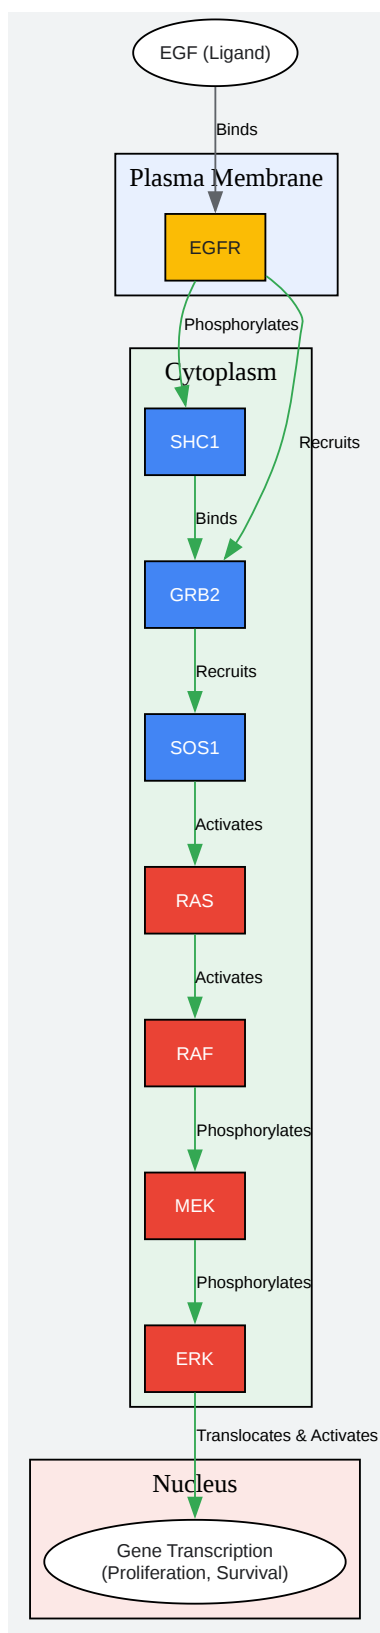 EGF (Ligand)
Binds
Plasma Membrane
EGFR
Phosphorylates
Cytoplasm
SHC1
Recruits
Binds
GRB2
Recruits
SOS1
Activates
RAS
Activates
RAF
Phosphorylates
MEK
Phosphorylates
ERK
Translocates & Activates
Nucleus
Gene Transcription
(Proliferation, Survival)